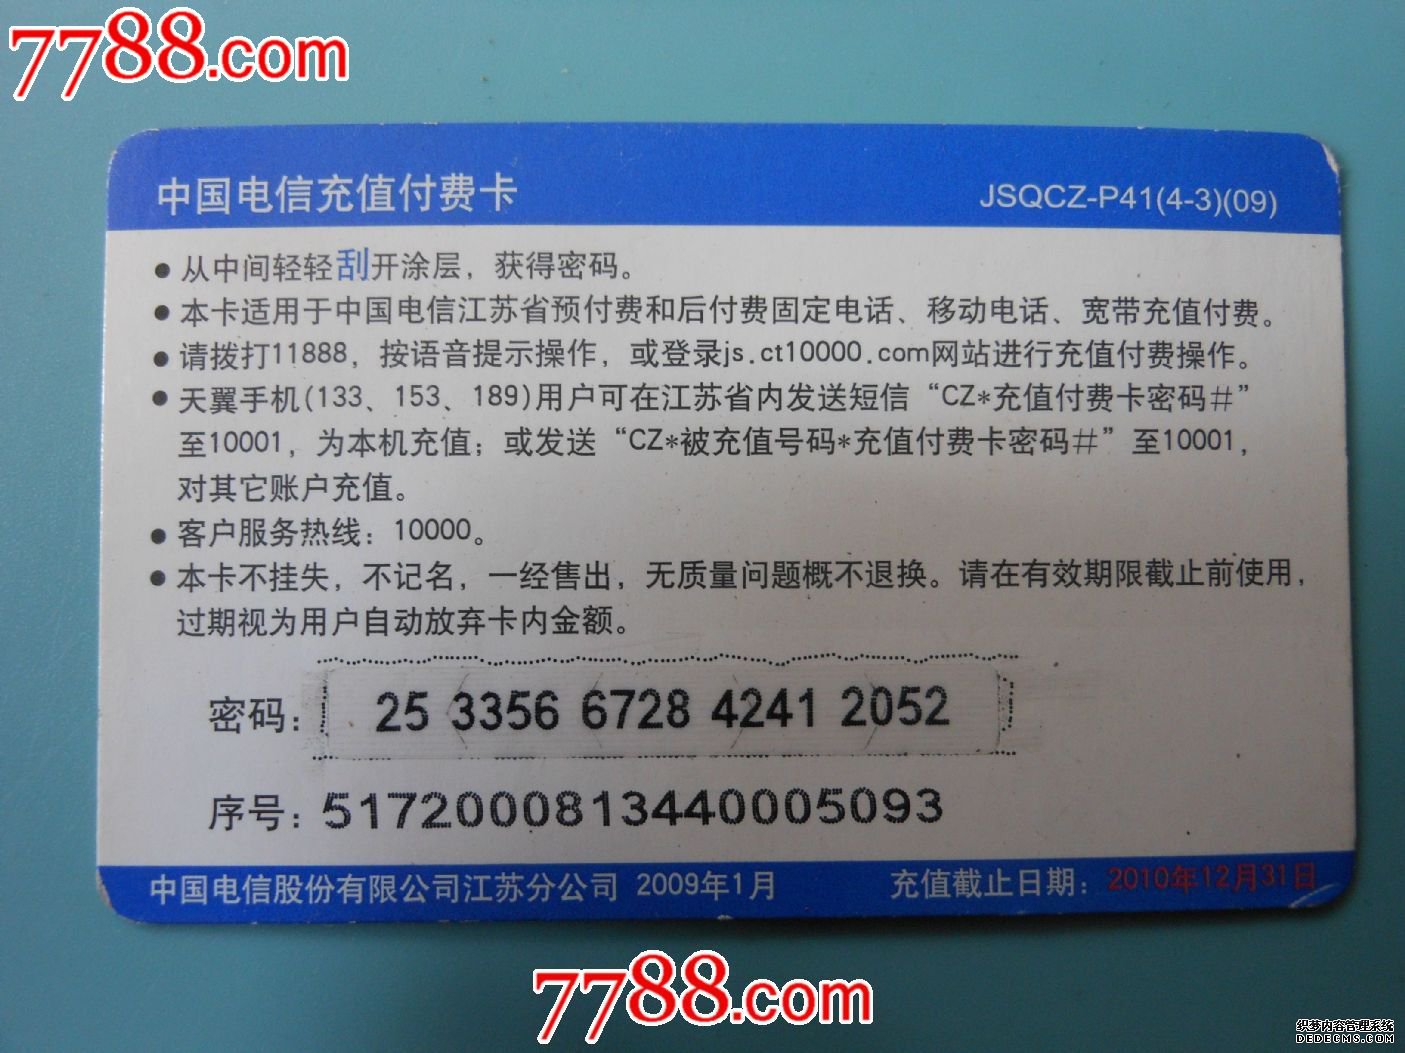 7788.com
中国电信充值付费卡 JSQCZ-P41(4-3)(09)
●从中间轻轻刮开涂层，获得密码。
●本卡适用于中国电信江苏省预付费和后付费固定电话、移动电话、宽带充值付费。
●请拨打11888，按语音提示操作，或登录js.ct10000.com网站进行充值付费操作。
●天翼手机(133、153、189)用户可在江苏省内发送短信“CZ*充值付费卡密码#”
至10001，为本机充值；或发送“CZ*被充值号码*充值付费卡密码#”至10001，
对其它账户充值。
●客户服务热线：10000。
●本卡不挂失，不记名，一经售出，无质量问题概不退换。请在有效期限截止前使用，
过期视为用户自动放弃卡内金额。
密码：25 3356 6728 4241 2052
序号：5172000813440005093
中国电信股份有限公司江苏分公司 2009年1月 充值截止日期：2010年12月31日
7788.com
织梦内容管理系统
DEDECMS.COM